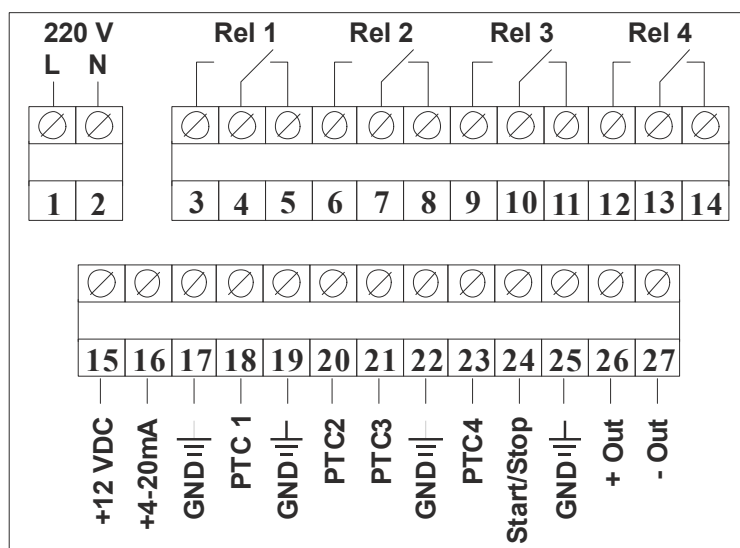 220 V Rel 1 Rel 2 Rel 3 Rel 4
L N
1 2 3 4 5 6 7 8 9 10 11 12 13 14
15 16 17 18 19 20 21 22 23 24 25 26 27
+12 VDC
+4-20mA
GND
PTC 1
GND
PTC2
PTC3
GND
PTC4
Start/Stop
GND
+ Out
- Out